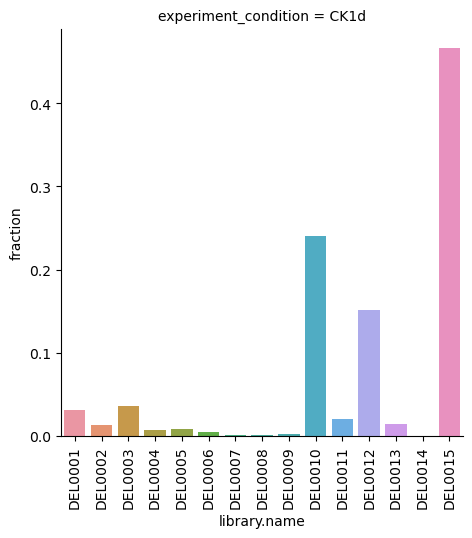 experiment_condition = CK1d
fraction
0.4
0.3
0.2
0.1
0.0
DEL0001
DEL0002
DEL0003
DEL0004
DEL0005
DEL0006
DEL0007
DEL0008
DEL0009
DEL0010
DEL0011
DEL0012
DEL0013
DEL0014
DEL0015
library.name